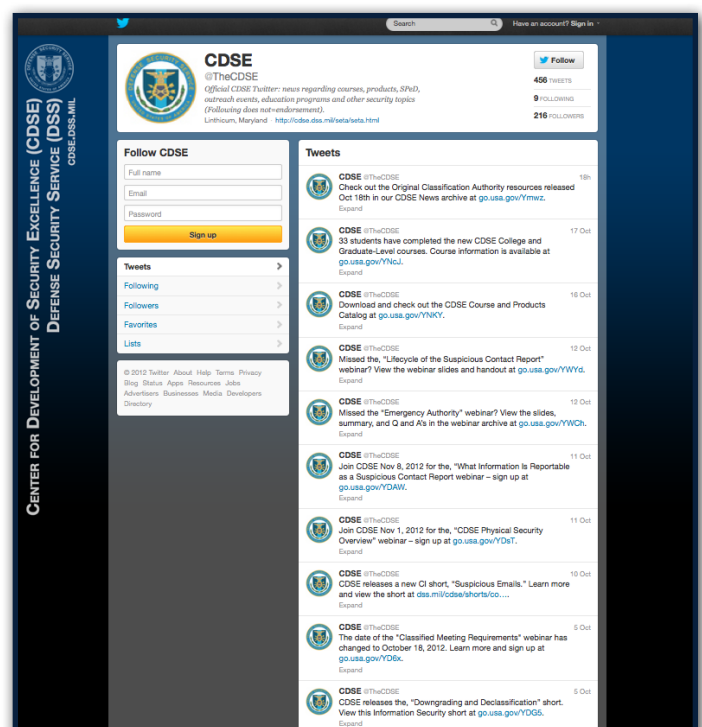 Search
Have an account? Sign in
CENTER FOR DEVELOPMENT OF SECURITY EXCELLENCE (CDSE)
DEFENSE SECURITY SERVICE (DSS)
CDSE.DSS.MIL
CDSE
@TheCDSE
Official CDSE Twitter: news regarding courses, products, SPeD,
outreach events, education programs and other security topics
(Following does not=endorsement).
Linthicum, Maryland · http://cdse.dss.mil/seta/seta.html
Follow
456 TWEETS
9 FOLLOWING
216 FOLLOWERS
Follow CDSE
Full name
Email
Password
Sign up
Tweets
Following
Followers
Favorites
Lists
© 2012 Twitter About Help Terms Privacy
Blog Status Apps Resources Jobs
Advertisers Businesses Media Developers
Directory
Tweets
CDSE @TheCDSE 18h
Check out the Original Classification Authority resources released
Oct 18th in our CDSE News archive at go.usa.gov/Ymwz.
Expand
CDSE @TheCDSE 17 Oct
33 students have completed the new CDSE College and
Graduate-Level courses. Course information is available at
go.usa.gov/YNcJ.
Expand
CDSE @TheCDSE 16 Oct
Download and check out the CDSE Course and Products
Catalog at go.usa.gov/YNKY.
Expand
CDSE @TheCDSE 12 Oct
Missed the, "Lifecycle of the Suspicious Contact Report"
webinar? View the webinar slides and handout at go.usa.gov/YWYd.
Expand
CDSE @TheCDSE 12 Oct
Missed the "Emergency Authority" webinar? View the slides,
summary, and Q and A's in the webinar archive at go.usa.gov/YWCh.
Expand
CDSE @TheCDSE 11 Oct
Join CDSE Nov 8, 2012 for the, "What Information Is Reportable
as a Suspicious Contact Report webinar – sign up at
go.usa.gov/YDAW.
Expand
CDSE @TheCDSE 11 Oct
Join CDSE Nov 1, 2012 for the, "CDSE Physical Security
Overview" webinar – sign up at go.usa.gov/YDsT.
Expand
CDSE @TheCDSE 10 Oct
CDSE releases a new CI short, "Suspicious Emails." Learn more
and view the short at dss.mil/cdse/shorts/co….
Expand
CDSE @TheCDSE 5 Oct
The date of the "Classified Meeting Requirements" webinar has
changed to October 18, 2012. Learn more and sign up at
go.usa.gov/YD6x.
Expand
CDSE @TheCDSE 5 Oct
CDSE releases the, "Downgrading and Declassification" short.
View this Information Security short at go.usa.gov/YDG5.
Expand